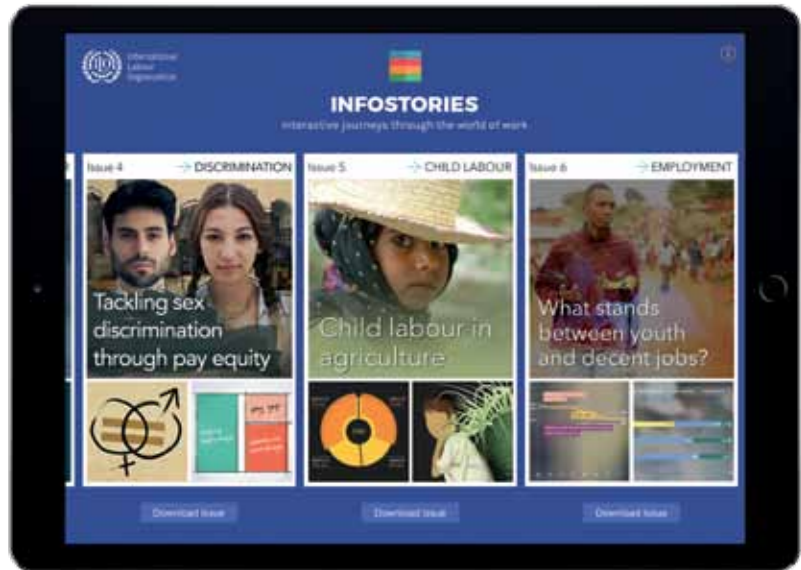 International
Labour
Organization
INFOSTORIES
interactive journeys through the world of work
Issue 4 → DISCRIMINATION
Tackling sex
discrimination
through pay equity
Download Issue
Issue 5 → CHILD LABOUR
Child labour in
agriculture
Download Issue
Issue 6 → EMPLOYMENT
What stands
between youth
and decent jobs?
Download Issue